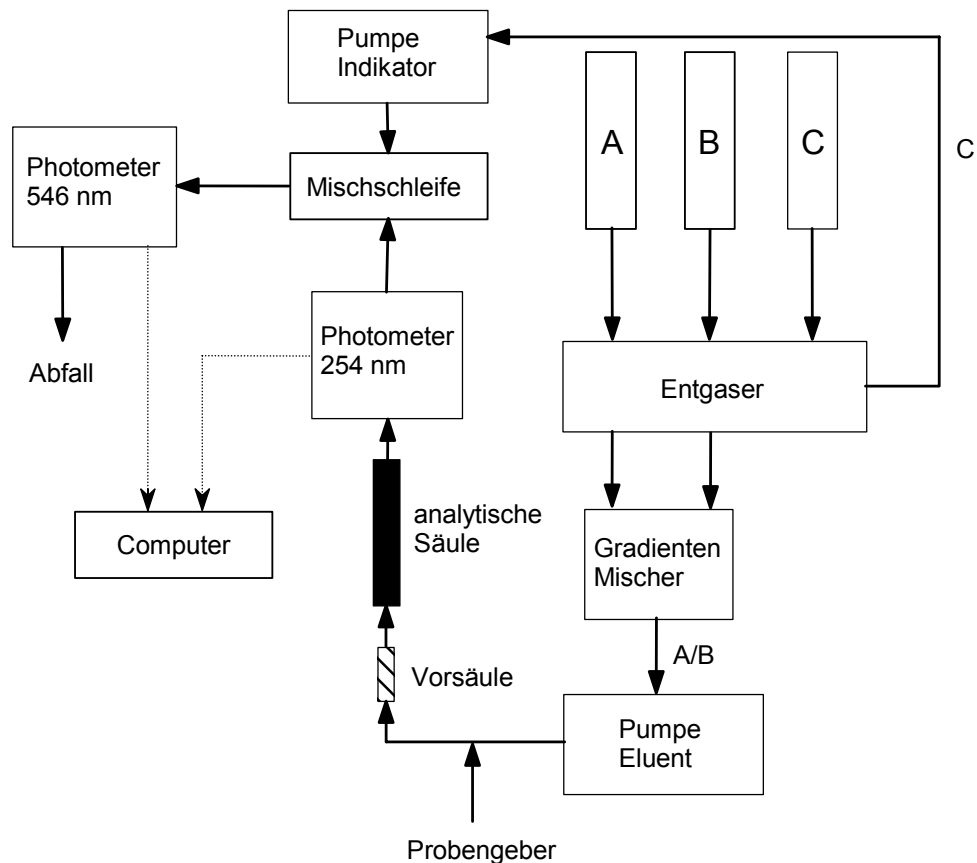 Pumpe
Indikator
A
B
C
C
Photometer
546 nm
Mischschleife
Photometer
254 nm
Abfall
Entgaser
analytische
Säule
Computer
Gradienten
Mischer
A/B
Vorsäule
Pumpe
Eluent
Probengeber